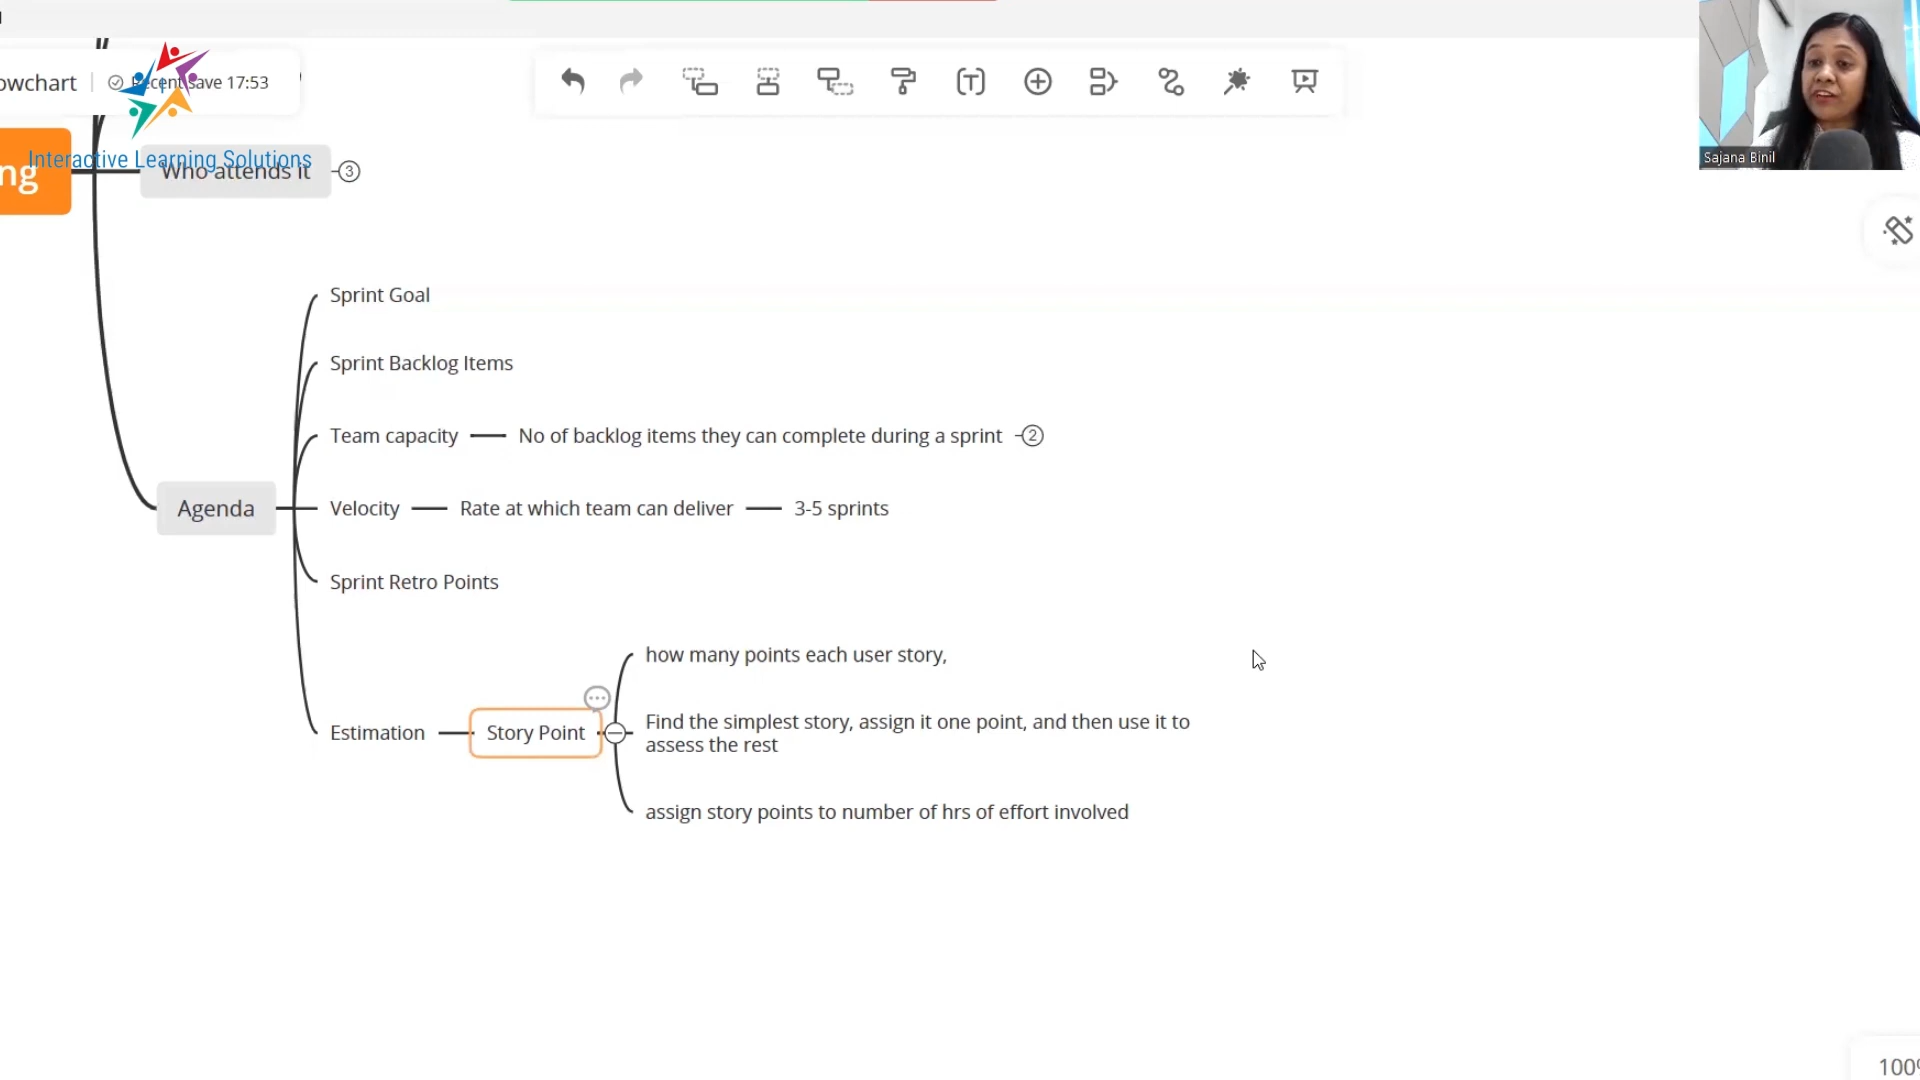 owchart
Recent save 17:53
Interactive Learning Solutions
ng
Who attends it
3
Sajana Binil
Sprint Goal
Sprint Backlog Items
Team capacity
No of backlog items they can complete during a sprint
2
Agenda
Velocity
Rate at which team can deliver
3-5 sprints
Sprint Retro Points
Estimation
Story Point
how many points each user story,
Find the simplest story, assign it one point, and then use it to
assess the rest
assign story points to number of hrs of effort involved
100%